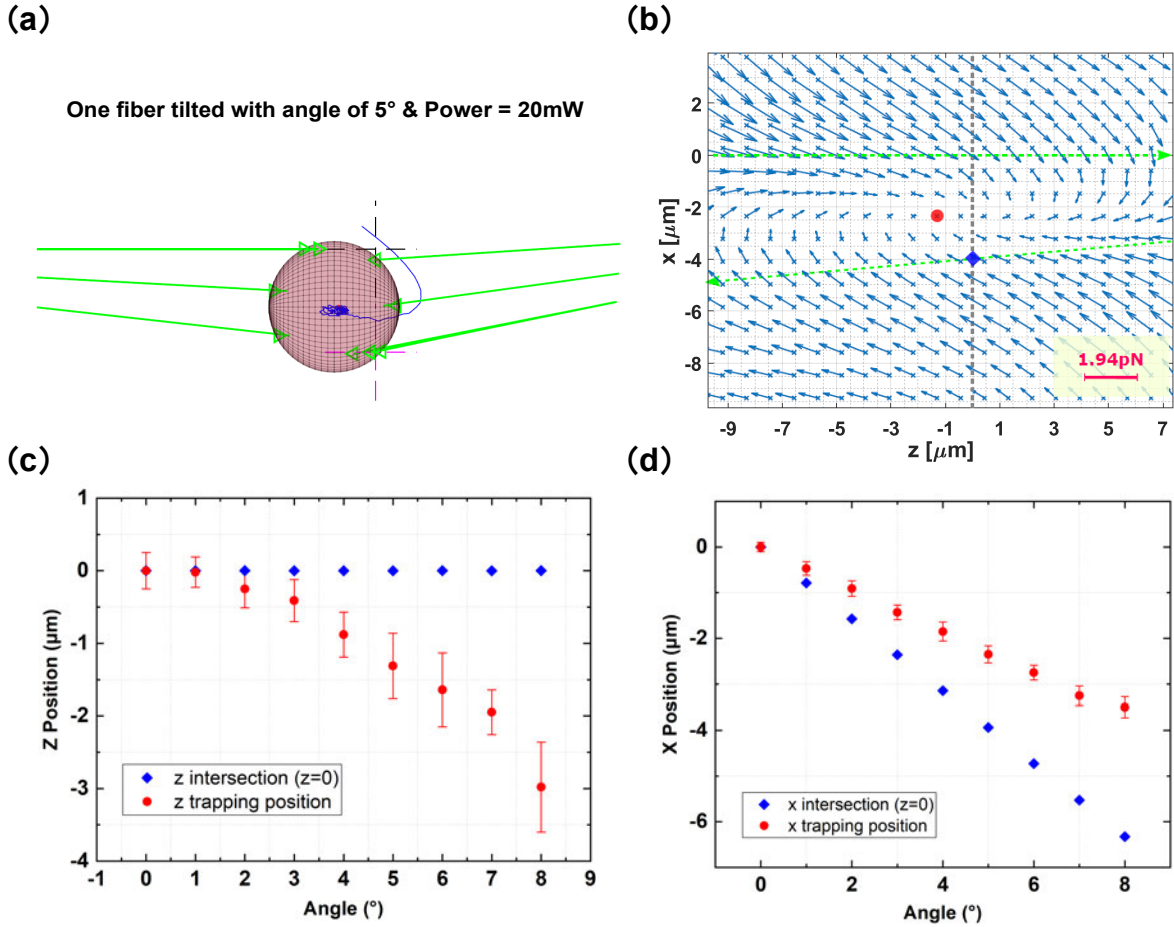 (a)
One fiber tilted with angle of 5° & Power = 20mW
(b)
x [μm]
2
0
-2
-4
-6
-8
1.94pN
-9 -7 -5 -3 -1 1 3 5 7
z [μm]
(c)
Z Position (μm)
1
0
-1
-2
-3
-4
z intersection (z=0)
z trapping position
-1 0 1 2 3 4 5 6 7 8 9
Angle (°)
(d)
X Position (μm)
0
-2
-4
-6
x intersection (z=0)
x trapping position
0 2 4 6 8
Angle (°)